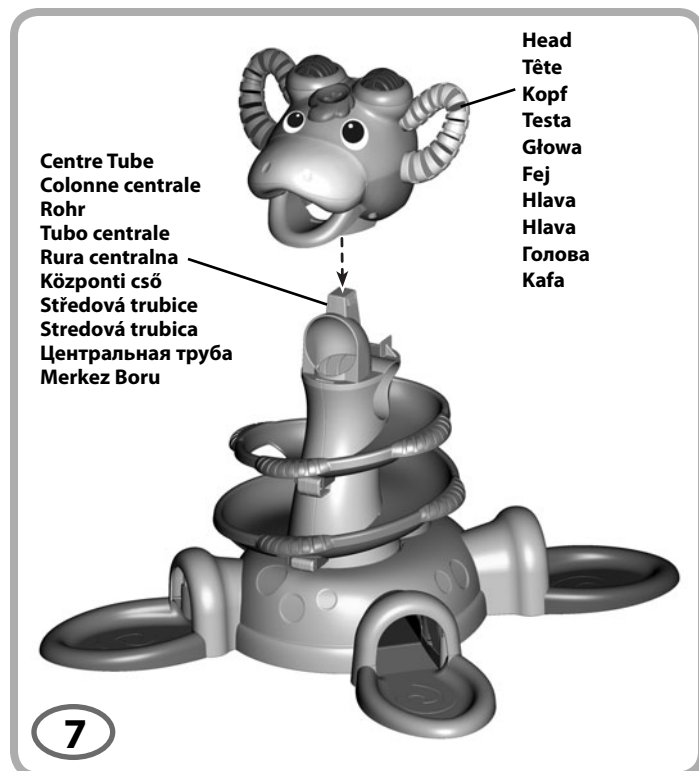 Head
Tête
Kopf
Testa
Głowa
Fej
Hlava
Hlava
Голова
Kafa
Centre Tube
Colonne centrale
Rohr
Tubo centrale
Rura centralna
Központi cső
Středová trubice
Stredová trubica
Центральная труба
Merkez Boru
7